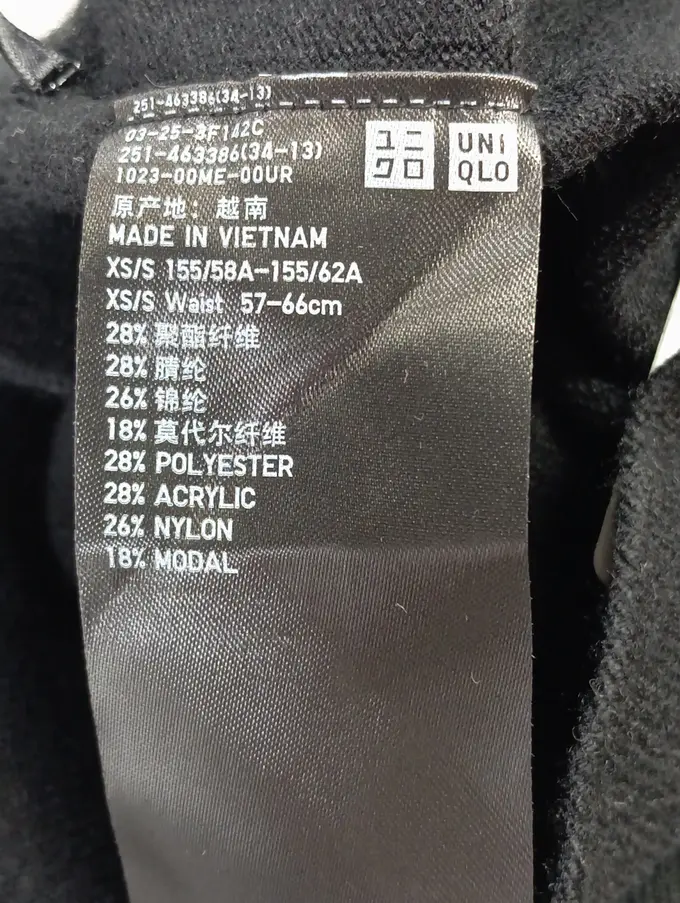 251-463386(34-13)
03-25-3F142C
251-463386(34-13)
1023-00ME-00UR
ユニ
クロ
UNI
QLO
原产地：越南
MADE IN VIETNAM
XS/S 155/58A-155/62A
XS/S Waist 57-66cm
28% 聚酯纤维
28% 腈纶
26% 锦纶
18% 莫代尔纤维
28% POLYESTER
28% ACRYLIC
26% NYLON
18% MODAL